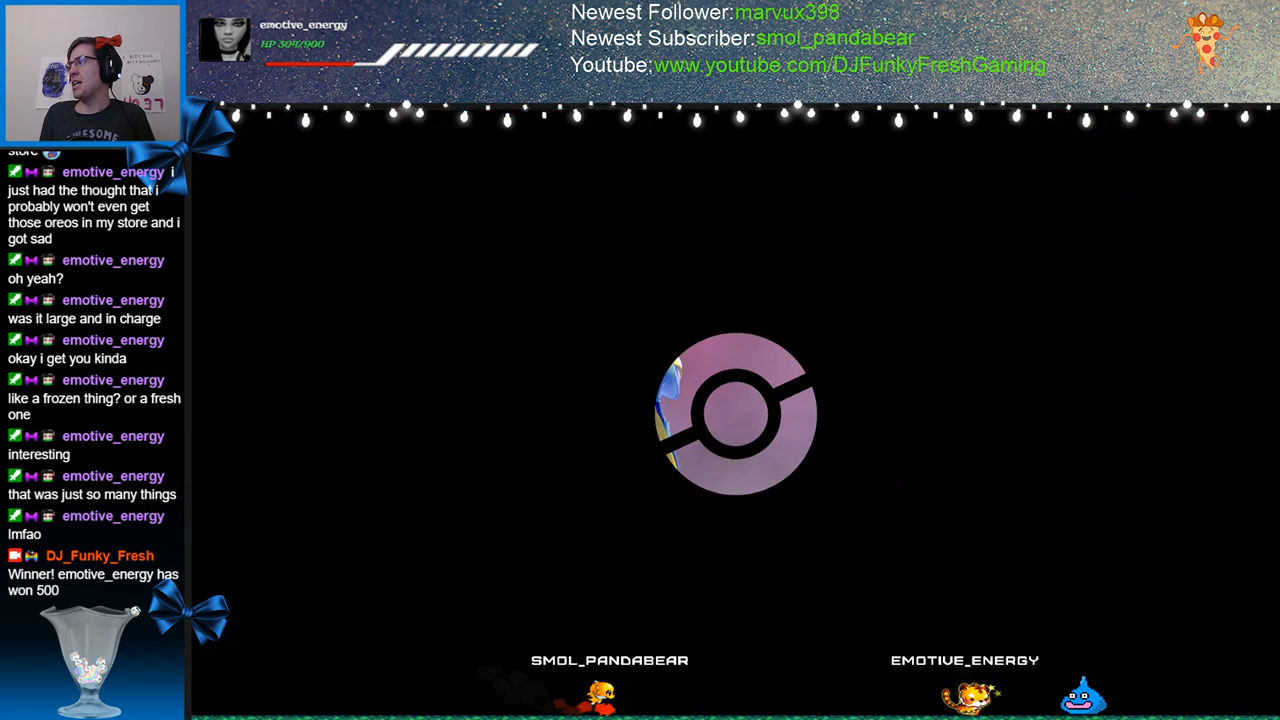 emotive_energy
HP 304/900
Newest Follower:marvux398
Newest Subscriber:smol_pandabear
Youtube;www.youtube.com/DJFunkyFreshGaming
AWESOME
store
emotive_energy i
just had the thought that i
probably won't even get
those oreos in my store and i
got sad
emotive_energy
oh yeah?
emotive_energy
was it large and in charge
emotive_energy
okay i get you kinda
emotive_energy
like a frozen thing? or a fresh
one
emotive_energy
interesting
emotive_energy
that was just so many things
emotive_energy
lmfao
DJ_Funky_Fresh
Winner! emotive_energy has
won 500
SMOL_PANDABEAR
EMOTIVE_ENERGY